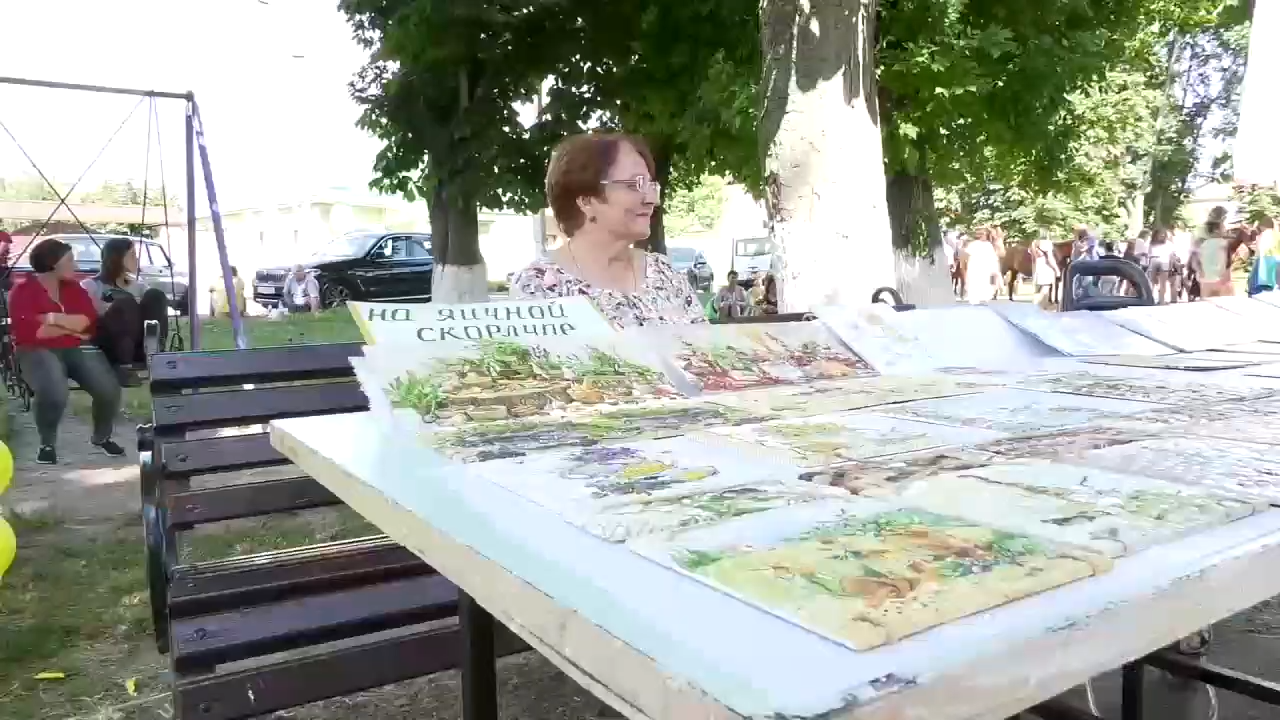 на яичной
скорлупе